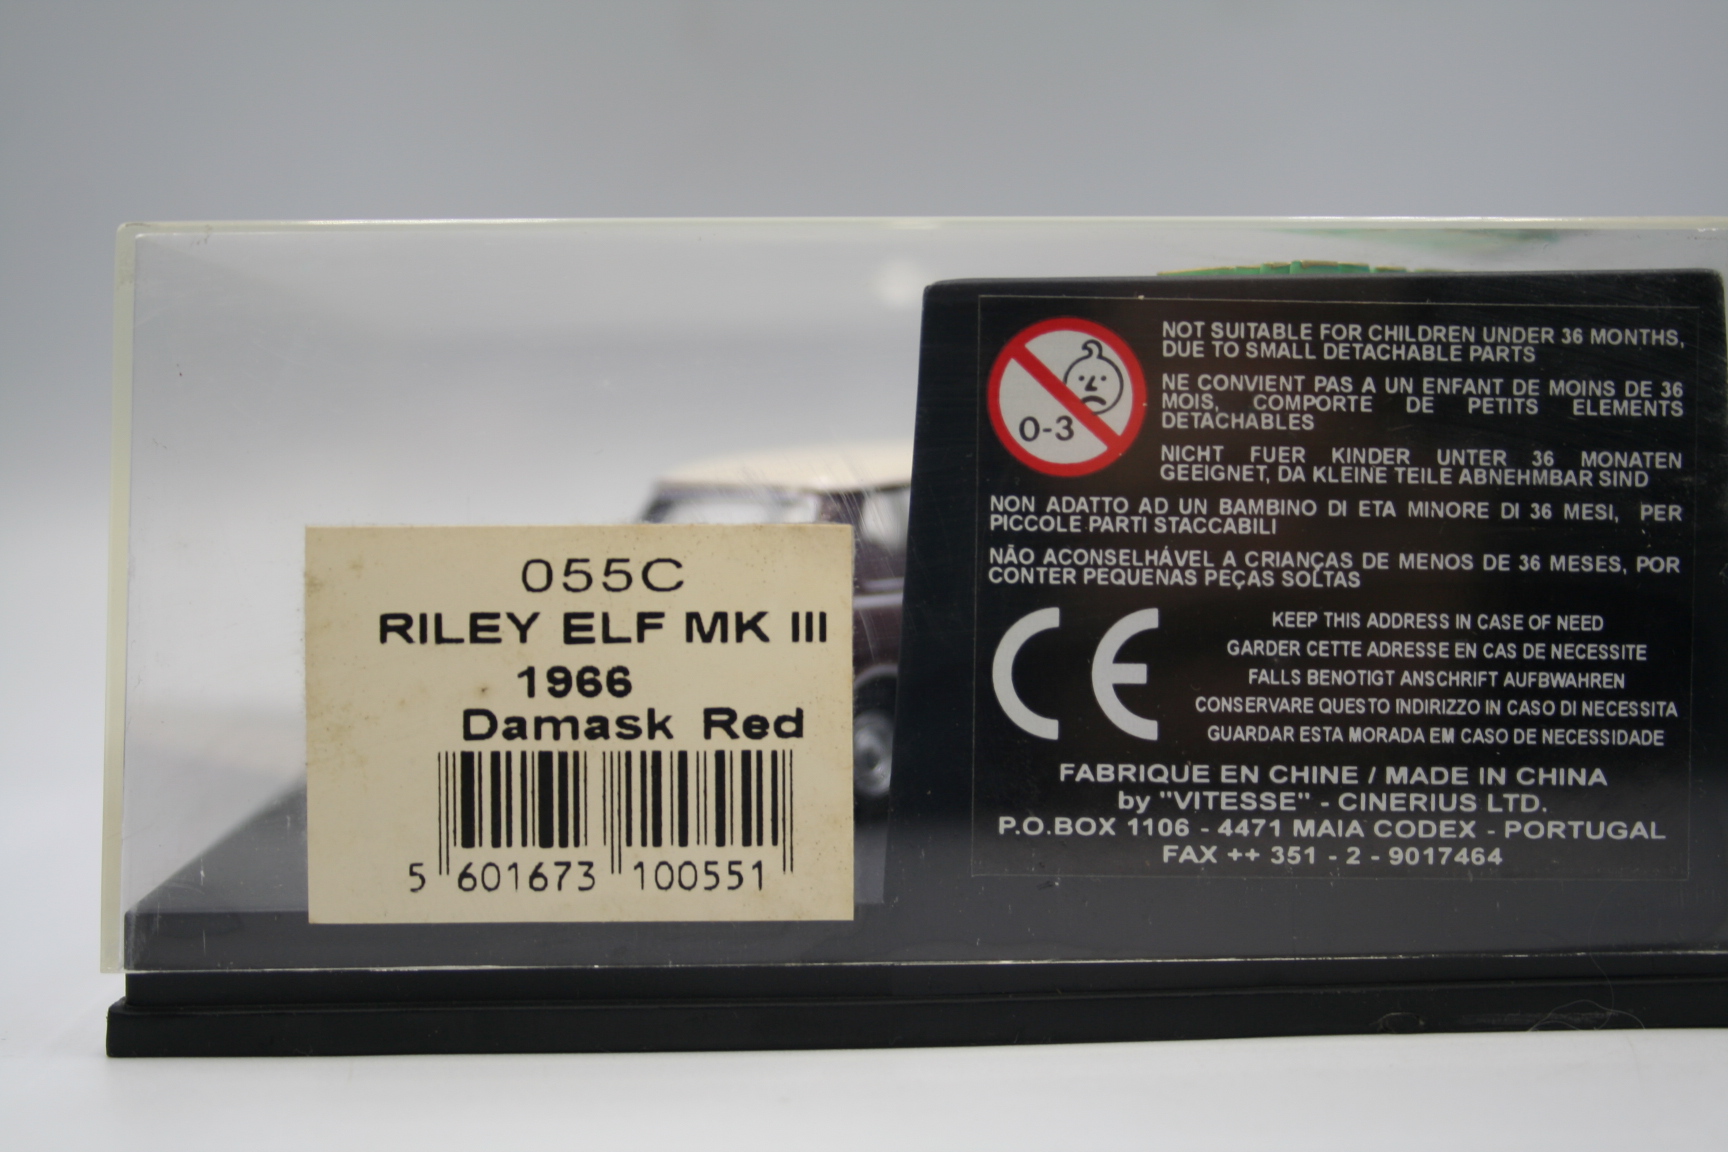 055C
RILEY ELF MK III
1966
Damask Red
5 601673 100551
0-3
NOT SUITABLE FOR CHILDREN UNDER 36 MONTHS,
DUE TO SMALL DETACHABLE PARTS
NE CONVIENT PAS A UN ENFANT DE MOINS DE 36
MOIS, COMPORTE DE PETITS ELEMENTS
DETACHABLES
NICHT FUER KINDER UNTER 36 MONATEN
GEEIGNET, DA KLEINE TEILE ABNEHMBAR SIND
NON ADATTO AD UN BAMBINO DI ETA MINORE DI 36 MESI, PER
PICCOLE PARTI STACCABILI
NÃO ACONSELHÁVEL A CRIANÇAS DE MENOS DE 36 MESES, POR
CONTER PEQUENAS PEÇAS SOLTAS
CE
KEEP THIS ADDRESS IN CASE OF NEED
GARDER CETTE ADRESSE EN CAS DE NECESSITE
FALLS BENOTIGT ANSCHRIFT AUFBWAHREN
CONSERVARE QUESTO INDIRIZZO IN CASO DI NECESSITA
GUARDAR ESTA MORADA EM CASO DE NECESSIDADE
FABRIQUE EN CHINE / MADE IN CHINA
by "VITESSE" - CINERIUS LTD.
P.O.BOX 1106 - 4471 MAIA CODEX - PORTUGAL
FAX ++ 351 - 2 - 9017464